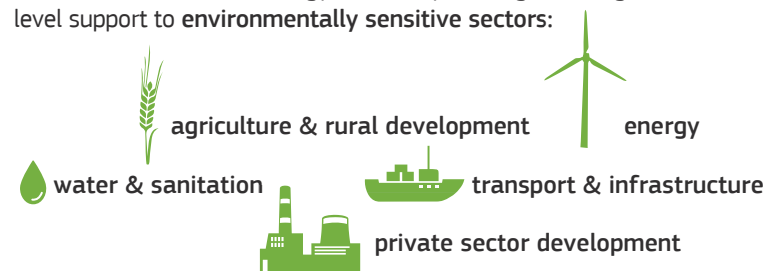 level support to environmentally sensitive sectors:
agriculture & rural development
energy
water & sanitation
transport & infrastructure
private sector development